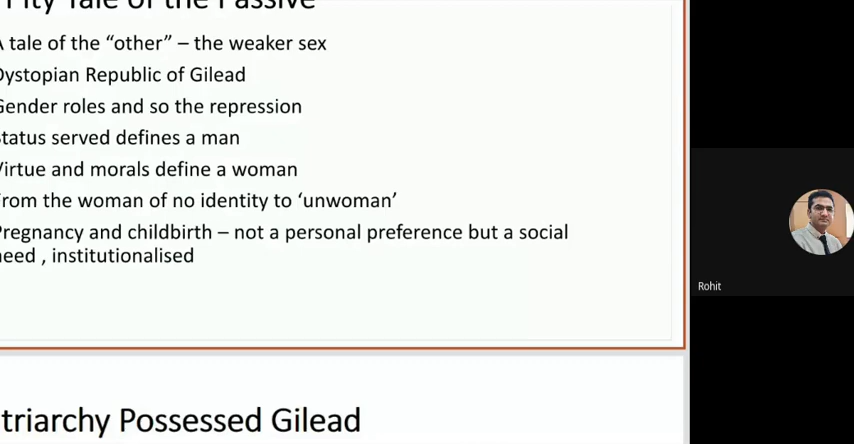 Pity Tale of the Passive
A tale of the “other” – the weaker sex
Dystopian Republic of Gilead
Gender roles and so the repression
Status served defines a man
Virtue and morals define a woman
From the woman of no identity to ‘unwoman’
Pregnancy and childbirth – not a personal preference but a social
need , institutionalised
Rohit
triarchy Possessed Gilead